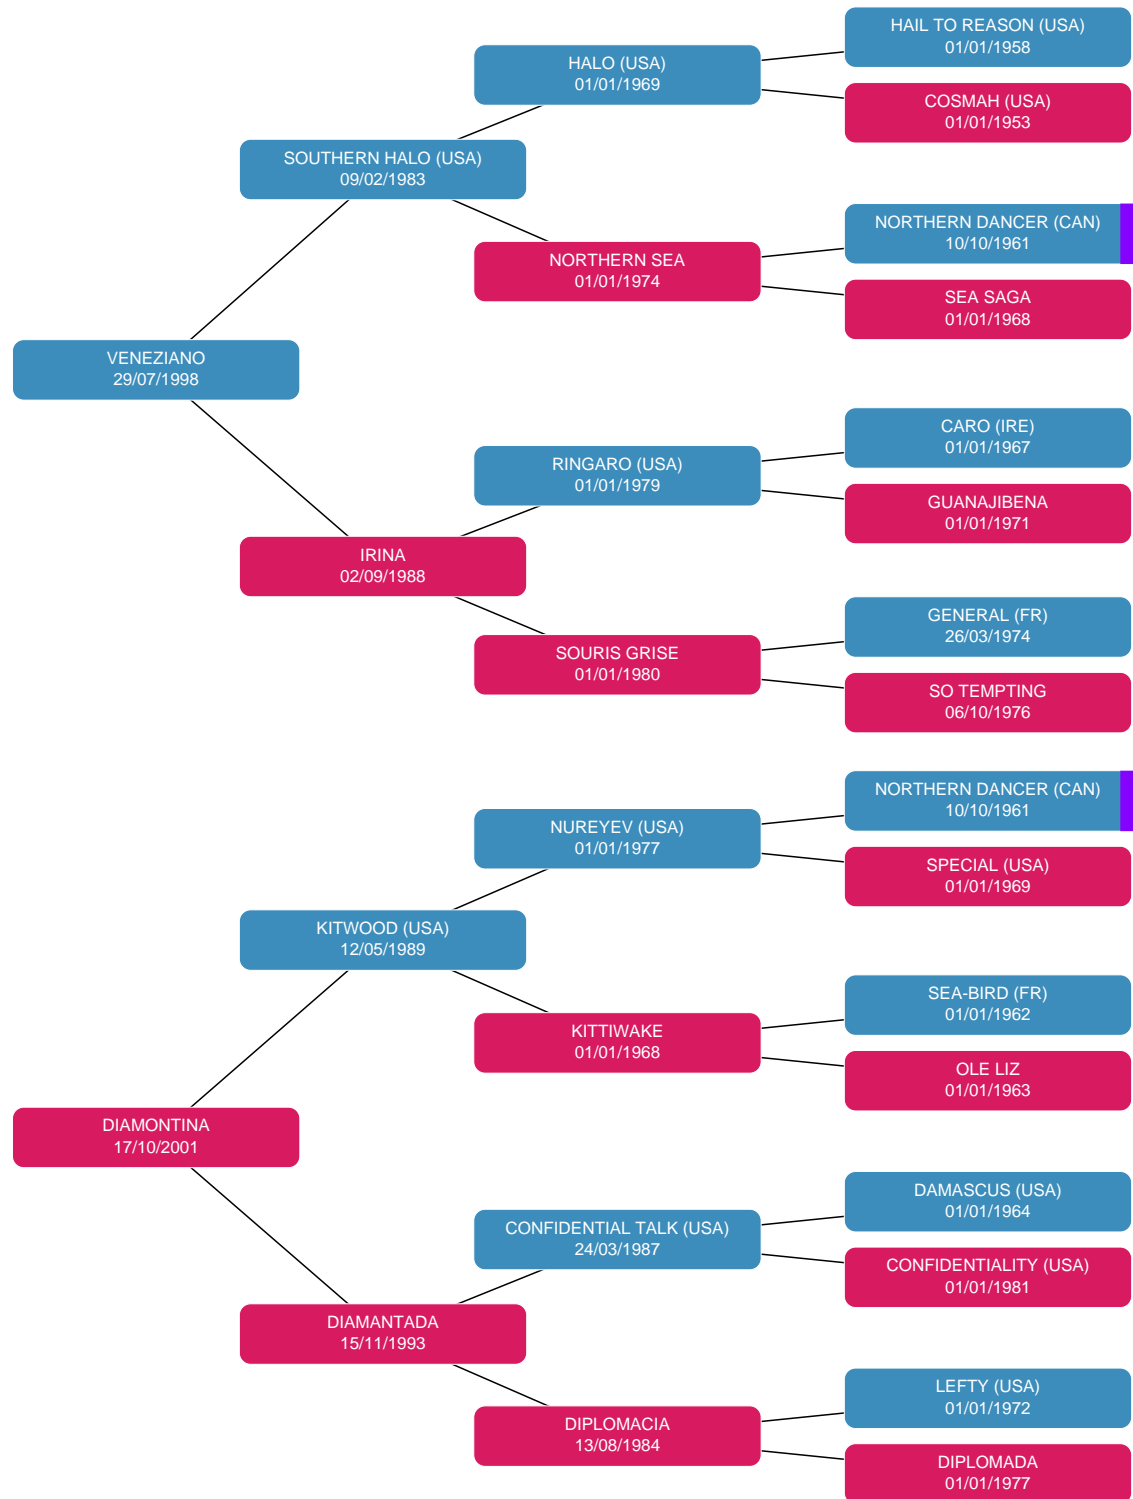 HAIL TO REASON (USA)
01/01/1958
HALO (USA)
01/01/1969
COSMAH (USA)
01/01/1953
SOUTHERN HALO (USA)
09/02/1983
NORTHERN DANCER (CAN)
10/10/1961
NORTHERN SEA
01/01/1974
SEA SAGA
01/01/1968
VENEZIANO
29/07/1998
CARO (IRE)
01/01/1967
RINGARO (USA)
01/01/1979
GUANAJIBENA
01/01/1971
IRINA
02/09/1988
GENERAL (FR)
26/03/1974
SOURIS GRISE
01/01/1980
SO TEMPTING
06/10/1976
NORTHERN DANCER (CAN)
10/10/1961
NUREYEV (USA)
01/01/1977
SPECIAL (USA)
01/01/1969
KITWOOD (USA)
12/05/1989
SEA-BIRD (FR)
01/01/1962
KITTIWAKE
01/01/1968
OLE LIZ
01/01/1963
DIAMONTINA
17/10/2001
DAMASCUS (USA)
01/01/1964
CONFIDENTIAL TALK (USA)
24/03/1987
CONFIDENTIALITY (USA)
01/01/1981
DIAMANTADA
15/11/1993
LEFTY (USA)
01/01/1972
DIPLOMACIA
13/08/1984
DIPLOMADA
01/01/1977